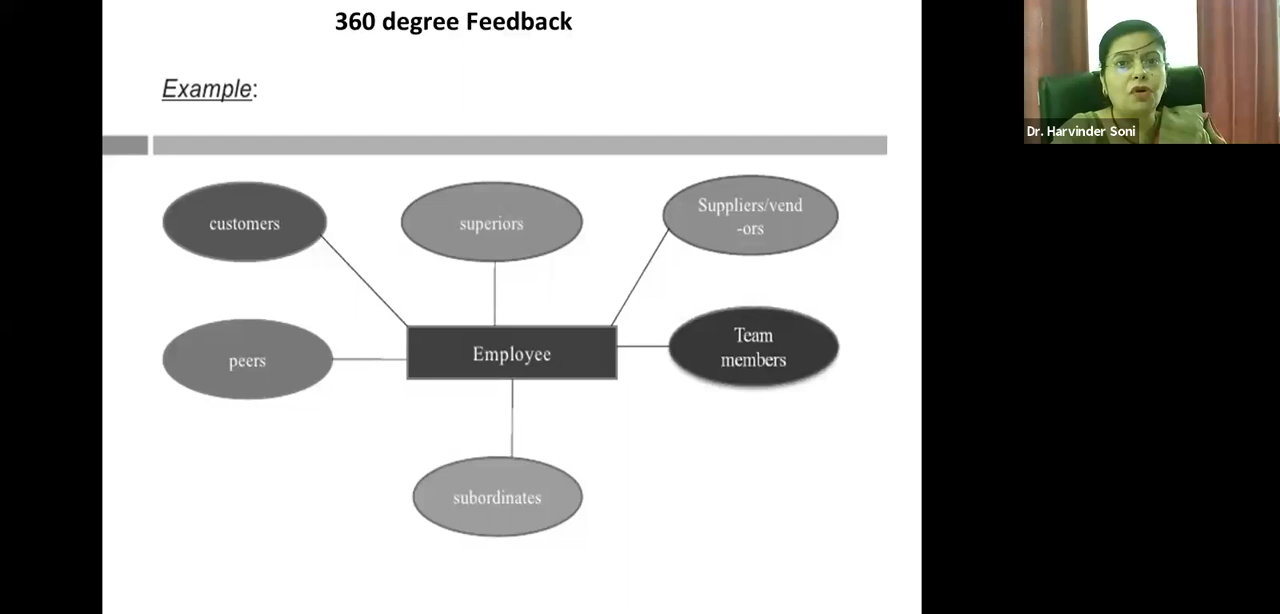 360 degree Feedback
Example:
customers
superiors
Suppliers/vend
-ors
peers
Employee
Team
members
subordinates
Dr. Harvinder Soni